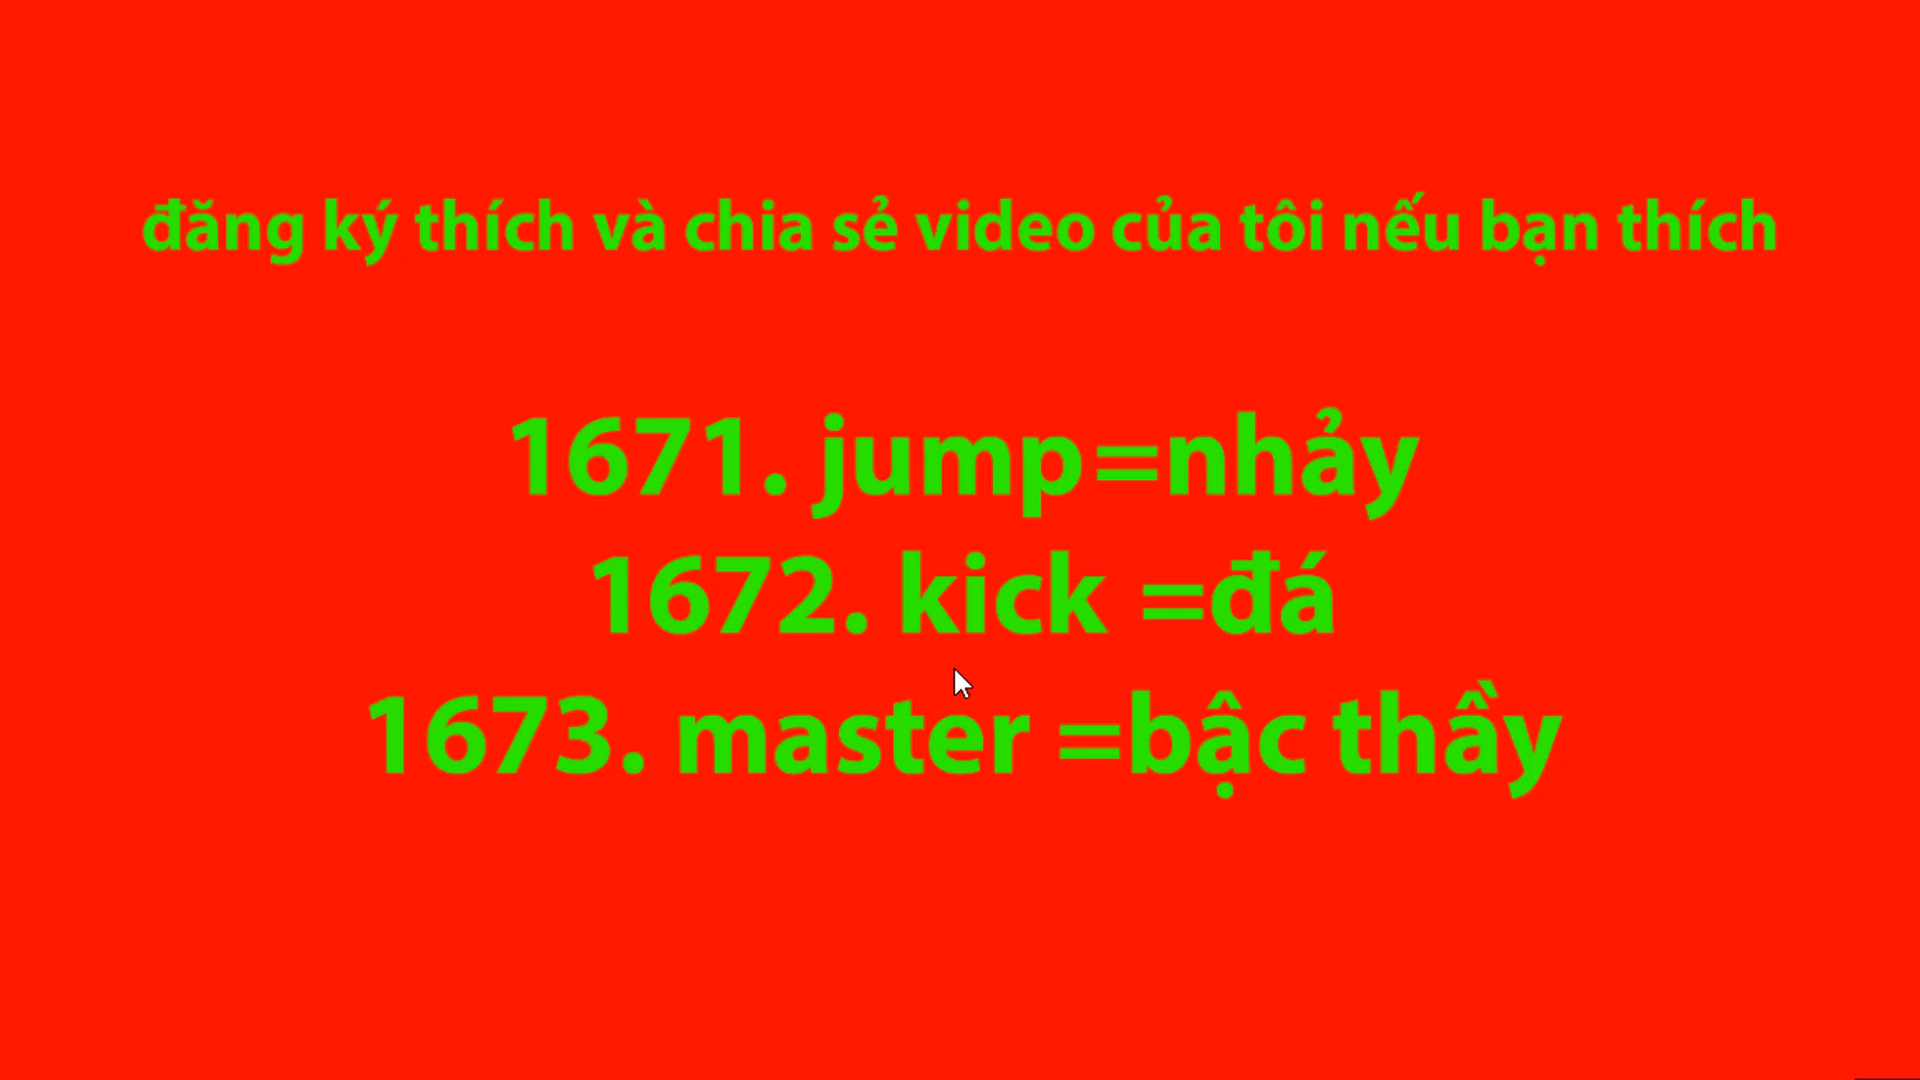 đăng ký thích và chia sẻ video của tôi nếu bạn thích
1671. jump=nhảy
1672. kick =đá
1673. master =bậc thầy